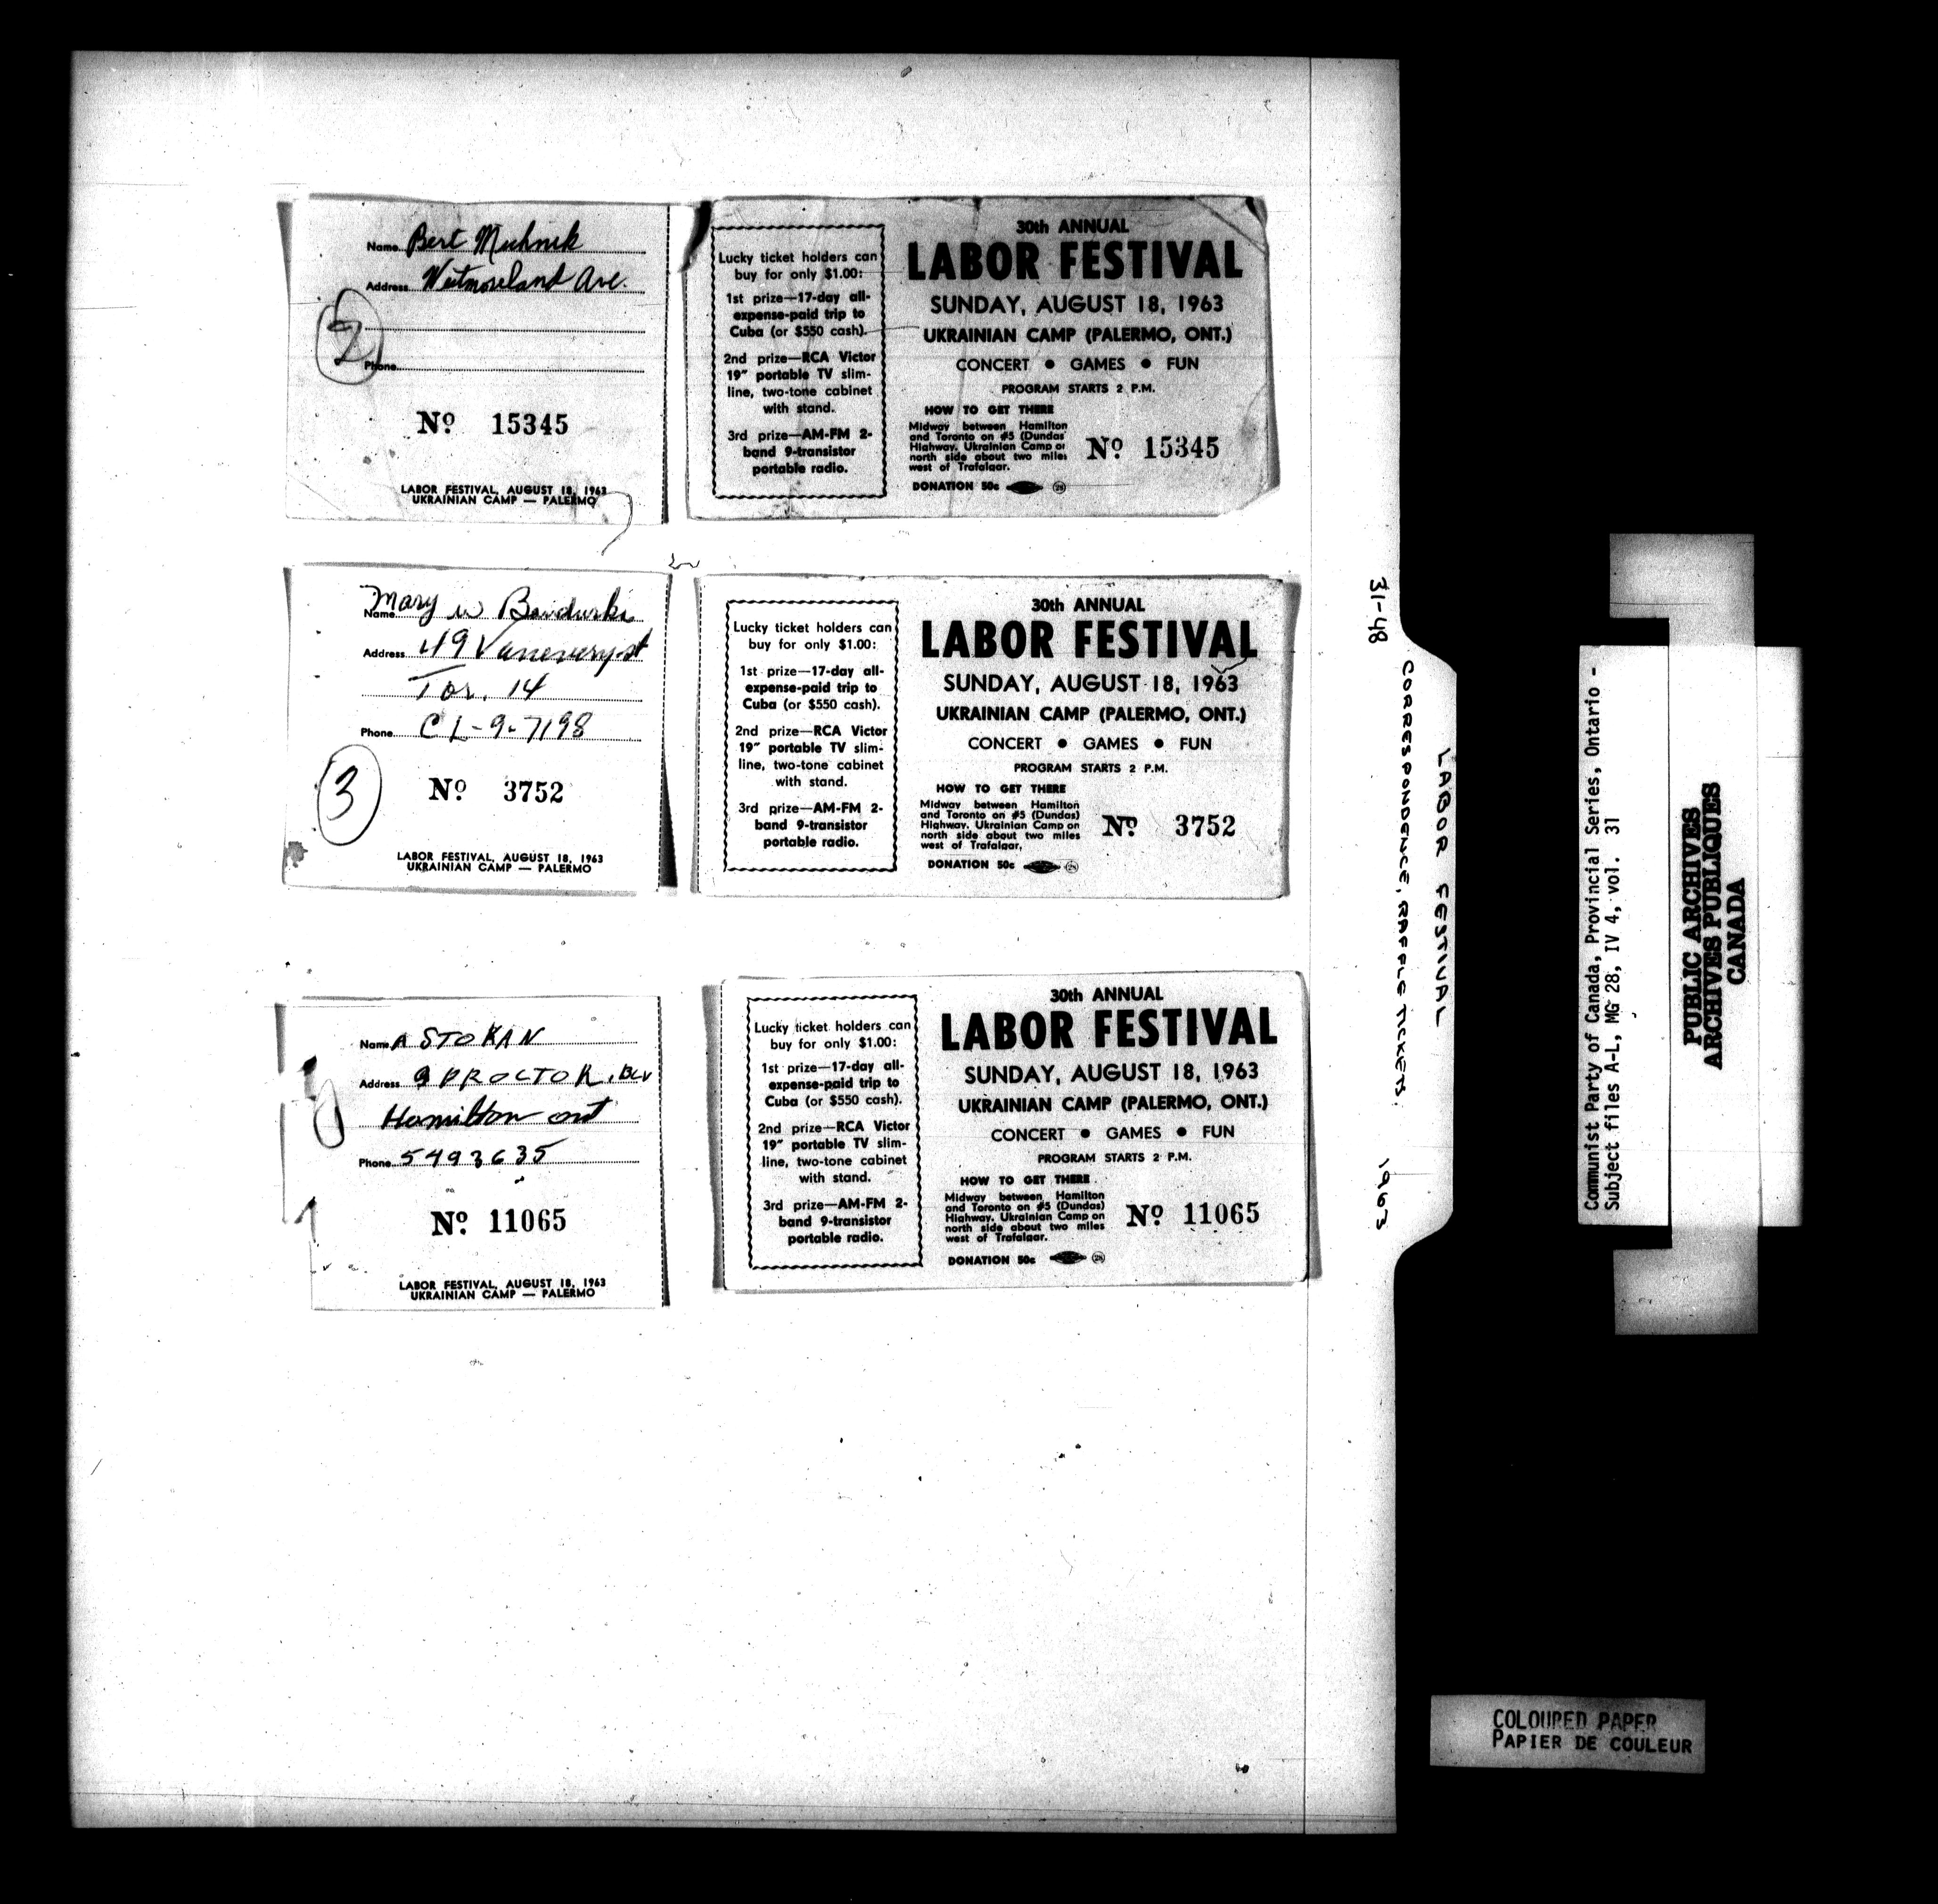 Name Bert Muchnik
Address Westmoreland Ave.
2
Phone
Nº 15345
LABOR FESTIVAL, AUGUST 18, 1963
UKRAINIAN CAMP — PALERMO
Lucky ticket holders can
buy for only $1.00:
1st prize—17-day all-
expense-paid trip to
Cuba (or $550 cash).
2nd prize—RCA Victor
19" portable TV slim-
line, two-tone cabinet
with stand.
3rd prize—AM-FM 2-
band 9-transistor
portable radio.
30th ANNUAL
LABOR FESTIVAL
SUNDAY, AUGUST 18, 1963
UKRAINIAN CAMP (PALERMO, ONT.)
CONCERT • GAMES • FUN
PROGRAM STARTS 2 P.M.
HOW TO GET THERE
Midway between Hamilton
and Toronto on #5 (Dundas
Highway. Ukrainian Camp or
north side about two miles
west of Trafalgar.
Nº 15345
DONATION 50c
Name Mary
Address 49 Vanevery st
Tor. 14
Phone CL-9-7198
3
Nº 3752
LABOR FESTIVAL, AUGUST 18, 1963
UKRAINIAN CAMP — PALERMO
Lucky ticket holders can
buy for only $1.00:
1st prize—17-day all-
expense-paid trip to
Cuba (or $550 cash).
2nd prize—RCA Victor
19" portable TV slim-
line, two-tone cabinet
with stand.
3rd prize—AM-FM 2-
band 9-transistor
portable radio.
30th ANNUAL
LABOR FESTIVAL
SUNDAY, AUGUST 18, 1963
UKRAINIAN CAMP (PALERMO, ONT.)
CONCERT • GAMES • FUN
PROGRAM STARTS 2 P.M.
HOW TO GET THERE
Midway between Hamilton
and Toronto on #5 (Dundas)
Highway. Ukrainian Camp on
north side about two miles
west of Trafalgar.
Nº 3752
DONATION 50c
Name A STOKAN
Address 9 PROCTOR, BLV
Hamilton ont
Phone 5493635
Nº 11065
LABOR FESTIVAL, AUGUST 18, 1963
UKRAINIAN CAMP — PALERMO
Lucky ticket holders can
buy for only $1.00:
1st prize—17-day all-
expense-paid trip to
Cuba (or $550 cash).
2nd prize—RCA Victor
19" portable TV slim-
line, two-tone cabinet
with stand.
3rd prize—AM-FM 2-
band 9-transistor
portable radio.
30th ANNUAL
LABOR FESTIVAL
SUNDAY, AUGUST 18, 1963
UKRAINIAN CAMP (PALERMO, ONT.)
CONCERT • GAMES • FUN
PROGRAM STARTS 2 P.M.
HOW TO GET THERE
Midway between Hamilton
and Toronto on #5 (Dundas)
Highway. Ukrainian Camp on
north side about two miles
west of Trafalgar.
Nº 11065
DONATION 50c
31-48
LABOR FESTIVAL
CORRESPONDENCE, RAFFLE TICKETS.
1963
Communist Party of Canada, Provincial Series, Ontario -
Subject files A-L, MG 28, IV 4, vol. 31
PUBLIC ARCHIVES
ARCHIVES PUBLIQUES
CANADA
COLOURED PAPER
PAPIER DE COULEUR